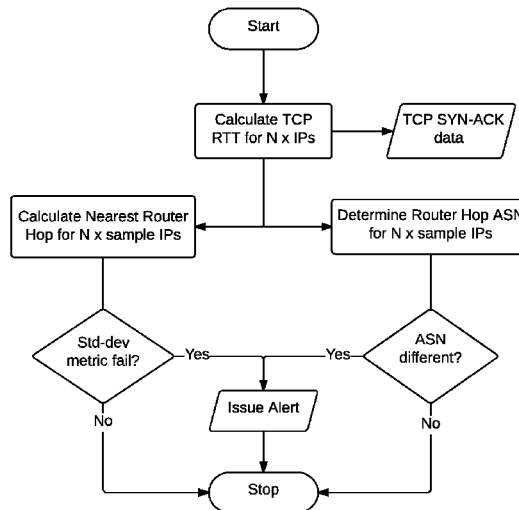 Start
Calculate TCP
RTT for N x IPs
TCP SYN-ACK
data
Calculate Nearest Router
Hop for N x sample IPs
Determine Router Hop ASN
for N x sample IPs
Std-dev
metric fail?
Yes
Yes
ASN
different?
Issue Alert
No
No
Stop